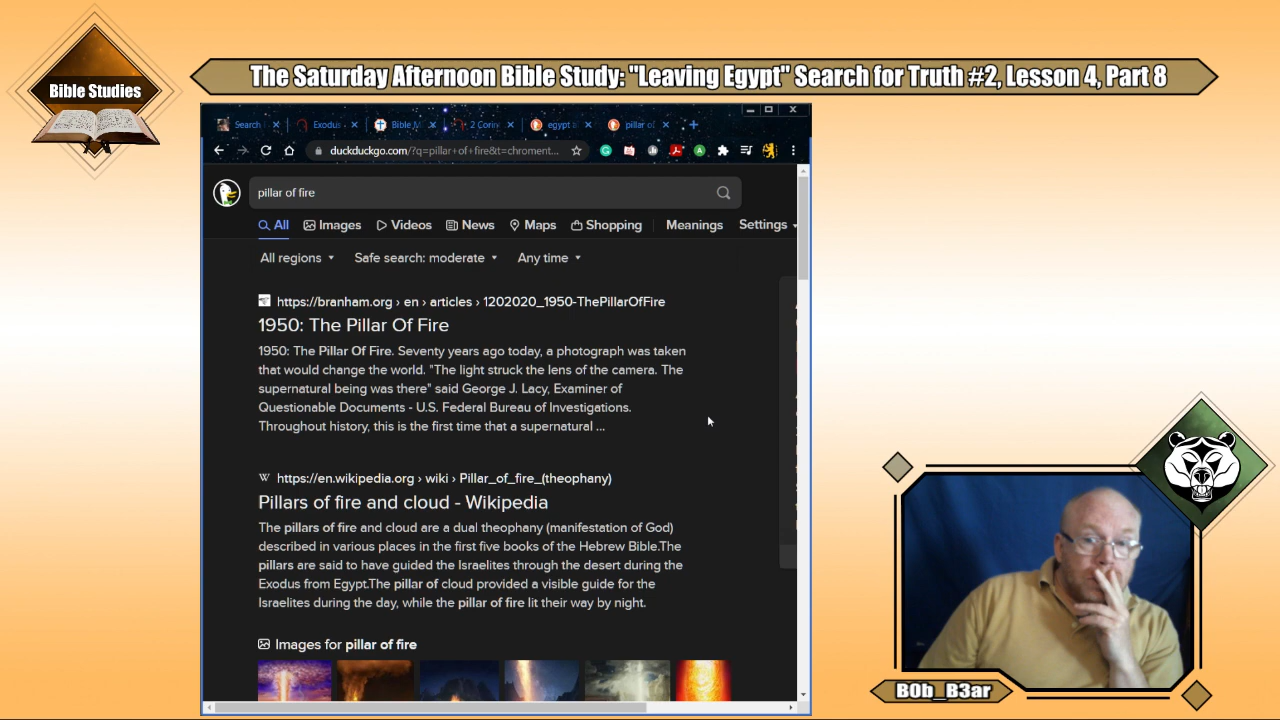 Bible Studies
The Saturday Afternoon Bible Study: "Leaving Egypt" Search for Truth #2, Lesson 4, Part 8
Search
Exodus
Bible
2 Corin
egypt a
pillar of
duckduckgo.com/?q=pillar+of+fire&t=chroment...
pillar of fire
All
Images
Videos
News
Maps
Shopping
Meanings
Settings
All regions
Safe search: moderate
Any time
https://branham.org › en › articles › 1202020_1950-ThePillarOfFire
1950: The Pillar Of Fire
1950: The Pillar Of Fire. Seventy years ago today, a photograph was taken
that would change the world. "The light struck the lens of the camera. The
supernatural being was there" said George J. Lacy, Examiner of
Questionable Documents - U.S. Federal Bureau of Investigations.
Throughout history, this is the first time that a supernatural ...
W https://en.wikipedia.org › wiki › Pillar_of_fire_(theophany)
Pillars of fire and cloud - Wikipedia
The pillars of fire and cloud are a dual theophany (manifestation of God)
described in various places in the first five books of the Hebrew Bible.The
pillars are said to have guided the Israelites through the desert during the
Exodus from Egypt.The pillar of cloud provided a visible guide for the
Israelites during the day, while the pillar of fire lit their way by night.
Images for pillar of fire
B0b_B3ar